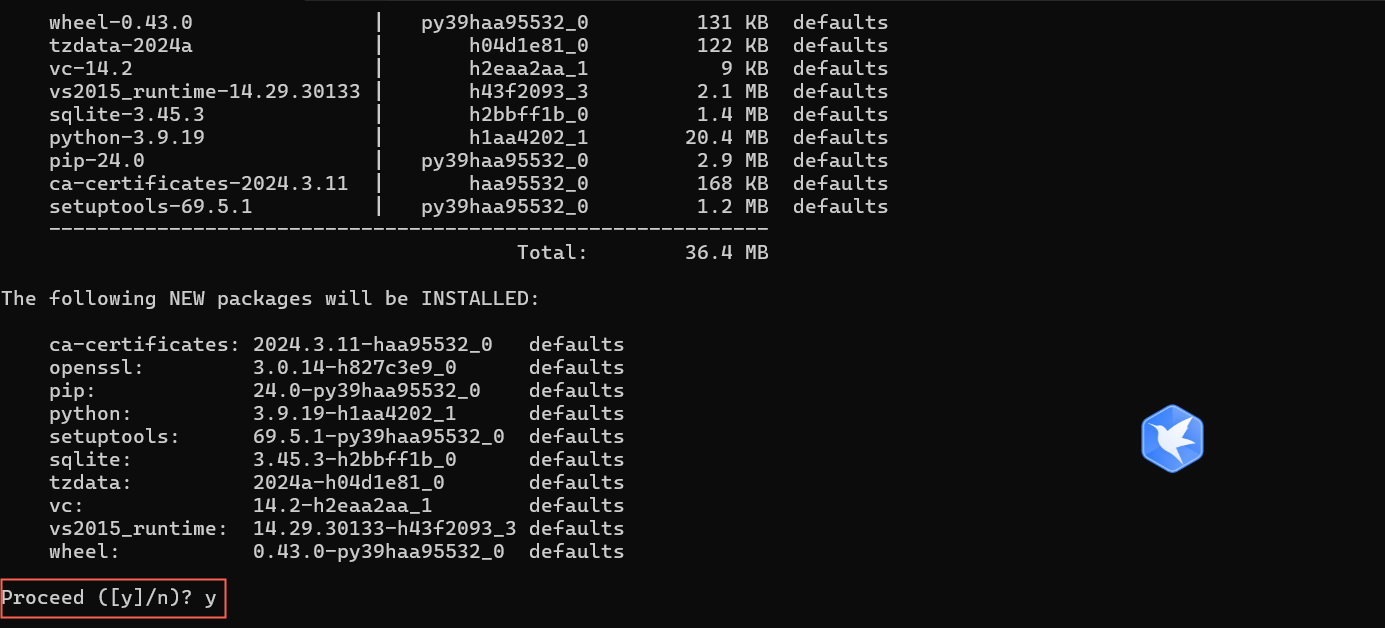 wheel-0.43.0 | py39haa95532_0 131 KB defaults
tzdata-2024a | h04d1e81_0 122 KB defaults
vc-14.2 | h2eaa2aa_1 9 KB defaults
vs2015_runtime-14.29.30133 | h43f2093_3 2.1 MB defaults
sqlite-3.45.3 | h2bbff1b_0 1.4 MB defaults
python-3.9.19 | h1aa4202_1 20.4 MB defaults
pip-24.0 | py39haa95532_0 2.9 MB defaults
ca-certificates-2024.3.11 | haa95532_0 168 KB defaults
setuptools-69.5.1 | py39haa95532_0 1.2 MB defaults
------------------------------------------------------------
Total: 36.4 MB
The following NEW packages will be INSTALLED:
ca-certificates: 2024.3.11-haa95532_0 defaults
openssl: 3.0.14-h827c3e9_0 defaults
pip: 24.0-py39haa95532_0 defaults
python: 3.9.19-h1aa4202_1 defaults
setuptools: 69.5.1-py39haa95532_0 defaults
sqlite: 3.45.3-h2bbff1b_0 defaults
tzdata: 2024a-h04d1e81_0 defaults
vc: 14.2-h2eaa2aa_1 defaults
vs2015_runtime: 14.29.30133-h43f2093_3 defaults
wheel: 0.43.0-py39haa95532_0 defaults
Proceed ([y]/n)? y